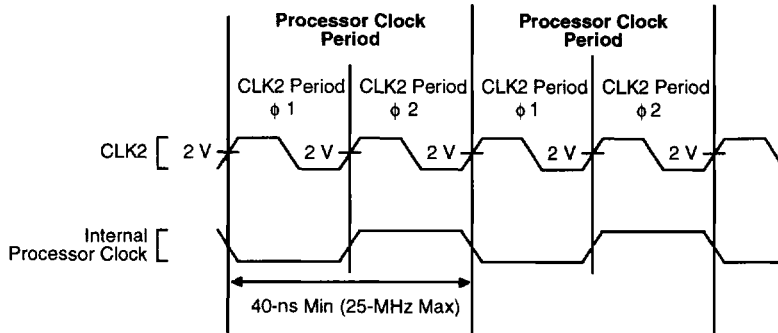 Processor Clock
Period
Processor Clock
Period
CLK2 Period
ϕ 1
CLK2 Period
ϕ 2
CLK2 Period
ϕ1
CLK2 Period
ϕ 2
CLK2
2 V
2 V
2 V
2 V
2 V
Internal
Processor Clock
40-ns Min (25-MHz Max)